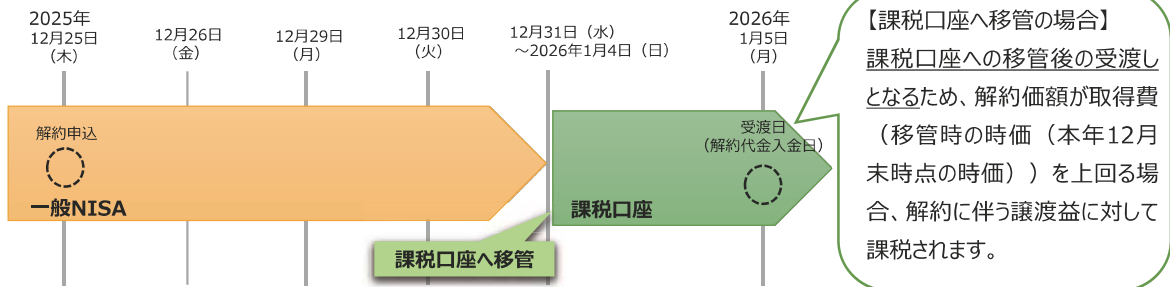 2025年
12月25日
（木）
12月26日
（金）
12月29日
（月）
12月30日
（火）
12月31日（水）
～2026年1月4日（日）
2026年
1月5日
（月）
解約申込
一般NISA
受渡日
（解約代金入金日）
課税口座
課税口座へ移管
【課税口座へ移管の場合】
課税口座への移管後の受渡し
となるため、解約価額が取得費
（移管時の時価（本年12月
末時点の時価））を上回る場
合、解約に伴う譲渡益に対して
課税されます。